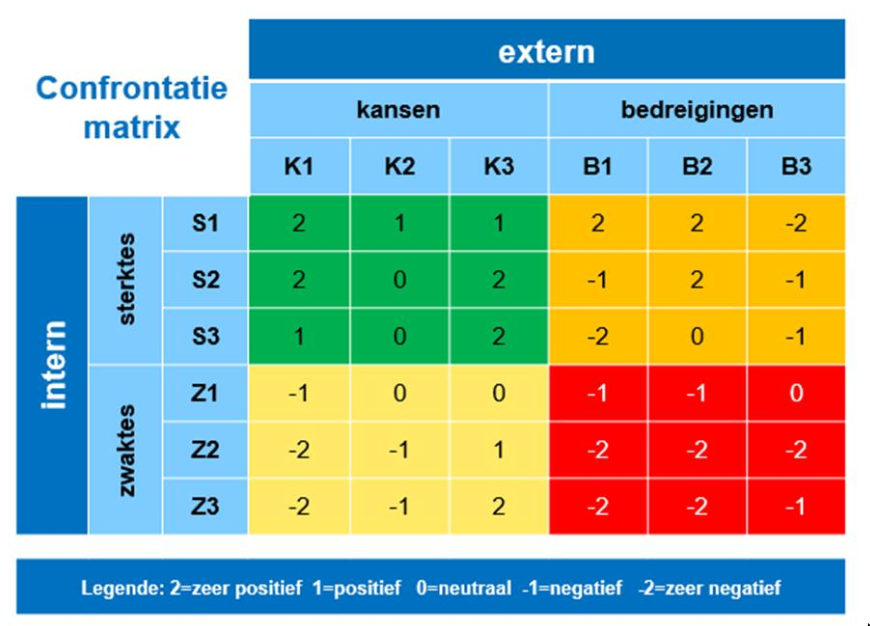 extern
Confrontatie
matrix
kansen bedreigingen
K1 K2 K3 B1 B2 B3
intern
sterktes
S1 2 1 1 2 2 -2
S2 2 0 2 -1 2 -1
S3 1 0 2 -2 0 -1
zwaktes
Z1 -1 0 0 -1 -1 0
Z2 -2 -1 1 -2 -2 -2
Z3 -2 -1 2 -2 -2 -1
Legende: 2=zeer positief 1=positief 0=neutraal -1=negatief -2=zeer negatief